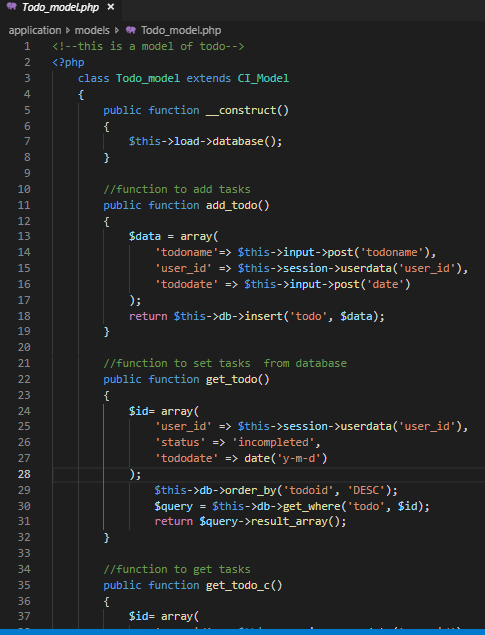 Todo_model.php ×
application › models › Todo_model.php
1 <!--this is a model of todo-->
2 <?php
3 class Todo_model extends CI_Model
4 {
5 public function __construct()
6 {
7 $this->load->database();
8 }
9
10 //function to add tasks
11 public function add_todo()
12 {
13 $data = array(
14 'todoname'=> $this->input->post('todoname'),
15 'user_id' => $this->session->userdata('user_id'),
16 'tododate' => $this->input->post('date')
17 );
18 return $this->db->insert('todo', $data);
19 }
20
21 //function to set tasks  from database
22 public function get_todo()
23 {
24 $id= array(
25 'user_id' => $this->session->userdata('user_id'),
26 'status' => 'incompleted',
27 'tododate' => date('y-m-d')
28 );
29 $this->db->order_by('todoid', 'DESC');
30 $query = $this->db->get_where('todo', $id);
31 return $query->result_array();
32 }
33
34 //function to get tasks
35 public function get_todo_c()
36 {
37 $id= array(